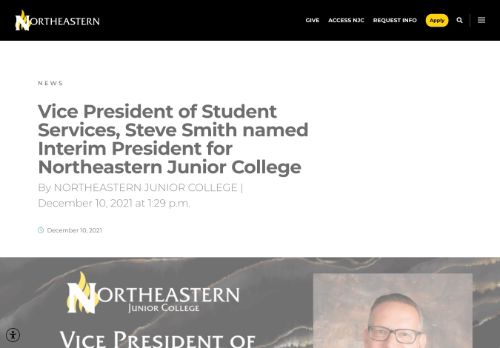 NORTHEASTERN
GIVE
ACCESS NJC
REQUEST INFO
Apply
NEWS
Vice President of Student
Services, Steve Smith named
Interim President for
Northeastern Junior College
By NORTHEASTERN JUNIOR COLLEGE |
December 10, 2021 at 1:29 p.m.
December 10, 2021
NORTHEASTERN
JUNIOR COLLEGE
VICE PRESIDENT OF